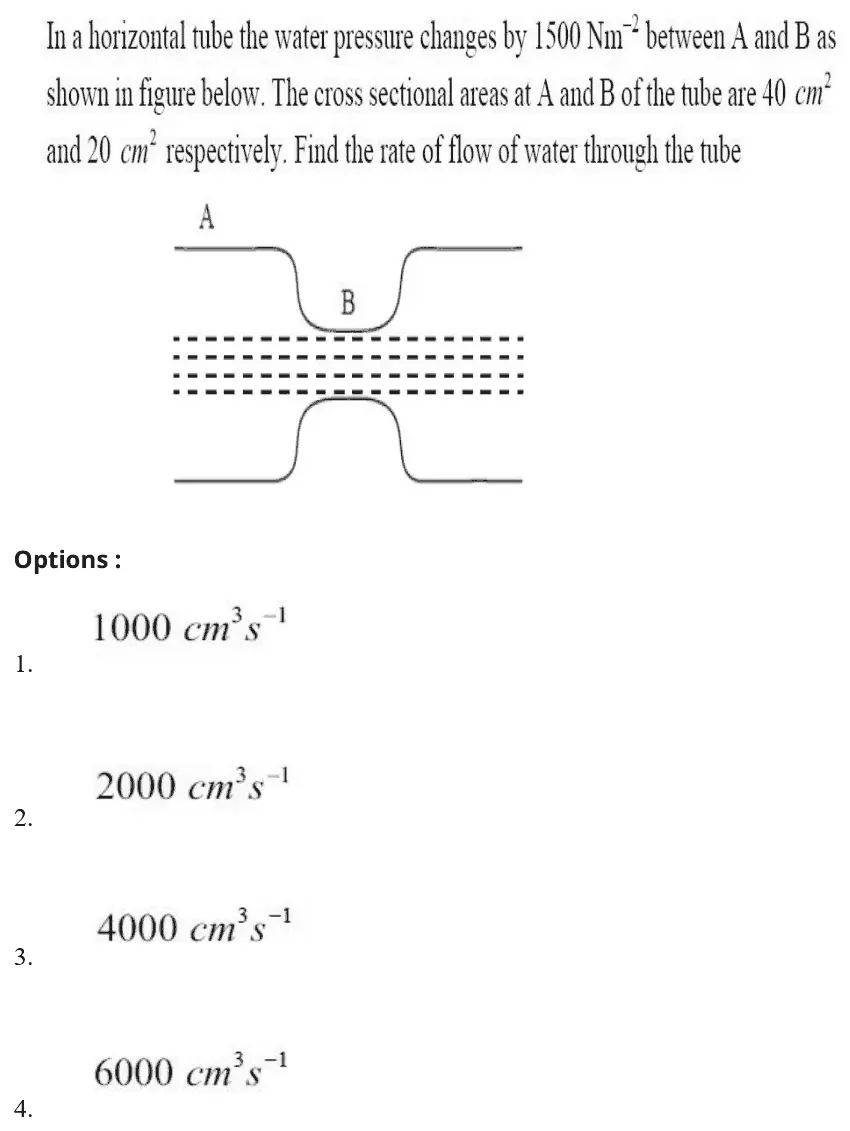 In a horizontal tube the water pressure changes by 1500 Nm⁻² between A and B as
shown in figure below. The cross sectional areas at A and B of the tube are 40 cm²
and 20 cm² respectively. Find the rate of flow of water through the tube
A
B
Options :
1000 cm³s⁻¹
1.
2000 cm³s⁻¹
2.
4000 cm³s⁻¹
3.
6000 cm³s⁻¹
4.